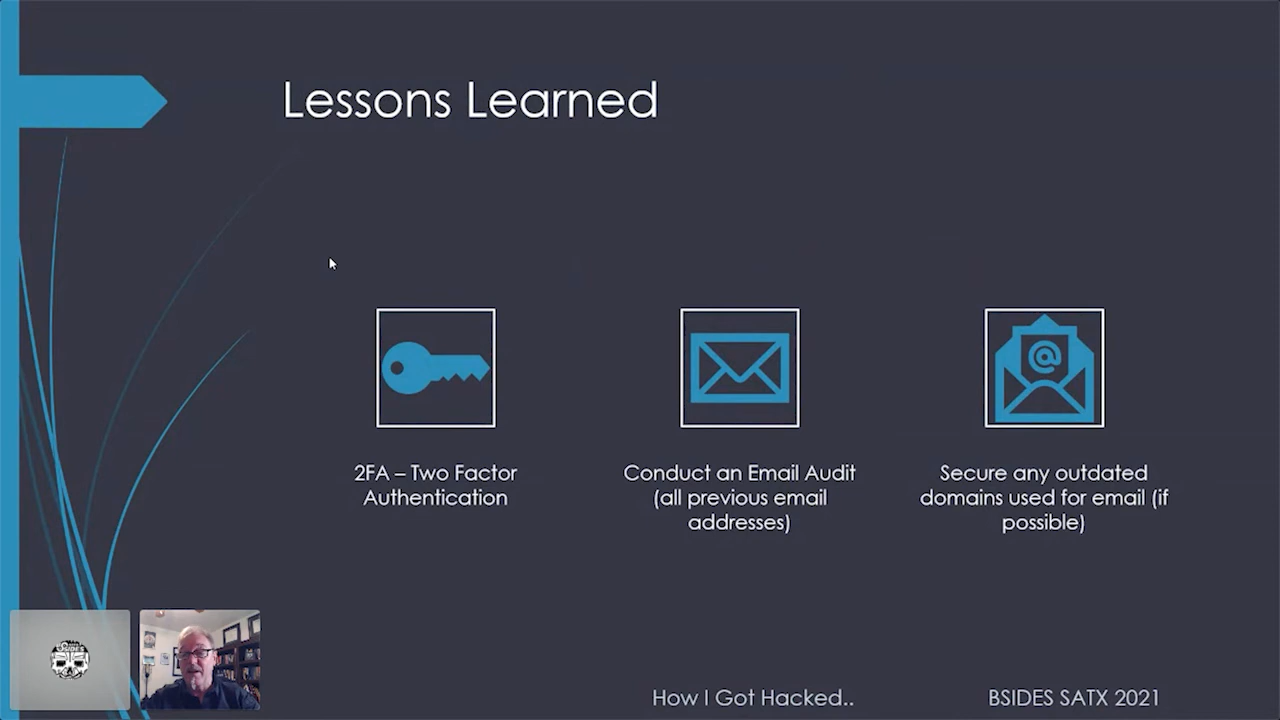 Lessons Learned
2FA – Two Factor
Authentication
Conduct an Email Audit
(all previous email
addresses)
@
Secure any outdated
domains used for email (if
possible)
BSIDES
How I Got Hacked..
BSIDES SATX 2021